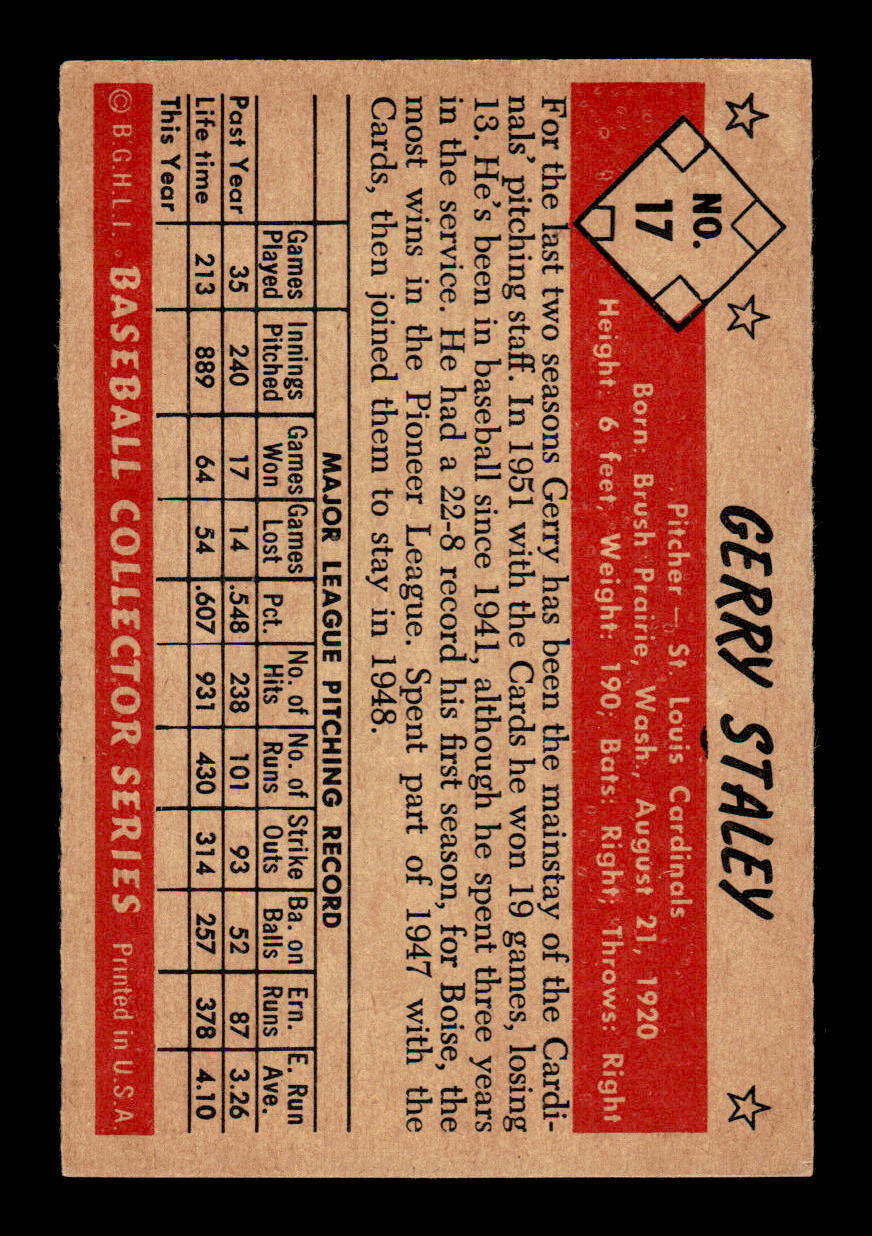 GERRY STALEY
NO.
17
Pitcher — St. Louis Cardinals
Born: Brush Prairie, Wash., August 21, 1920
Height: 6 feet, Weight: 190; Bats: Right; Throws: Right
For the last two seasons Gerry has been the mainstay of the Cardi-
nals' pitching staff. In 1951 with the Cards he won 19 games, losing
13. He's been in baseball since 1941, although he spent three years
in the service. He had a 22-8 record his first season, for Boise, the
most wins in the Pioneer League. Spent part of 1947 with the
Cards, then joined them to stay in 1948.
MAJOR LEAGUE PITCHING RECORD
Games Innings Games Games Pct. No. of No. of Strike Ba. on Ern. E. Run
Played Pitched Won Lost Hits Runs Outs Balls Runs Ave.
Past Year 35 240 17 14 .548 238 101 93 52 87 3.26
Life time 213 889 64 54 .607 931 430 314 257 378 4.10
This Year
© B.G.H.L.I. BASEBALL COLLECTOR SERIES Printed in U.S.A.